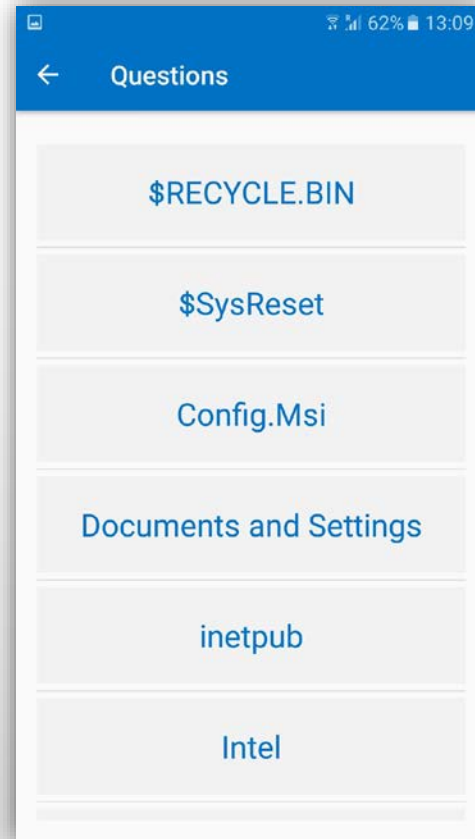 62% 13:09
Questions
$RECYCLE.BIN
$SysReset
Config.Msi
Documents and Settings
inetpub
Intel